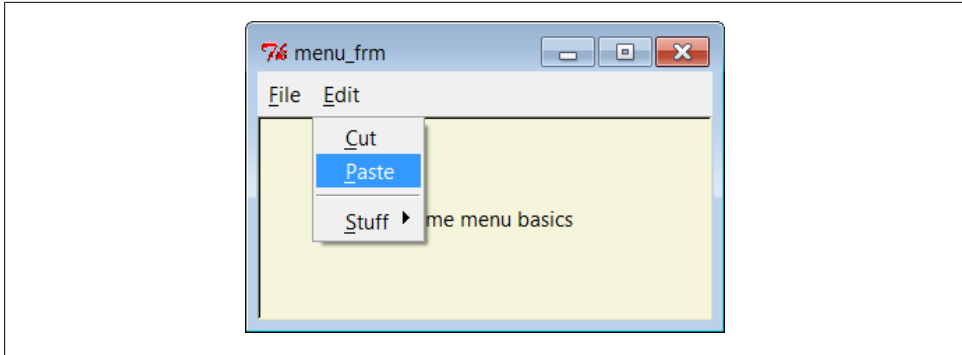 menu_frm
File Edit
Cut
Paste
Stuff
me menu basics